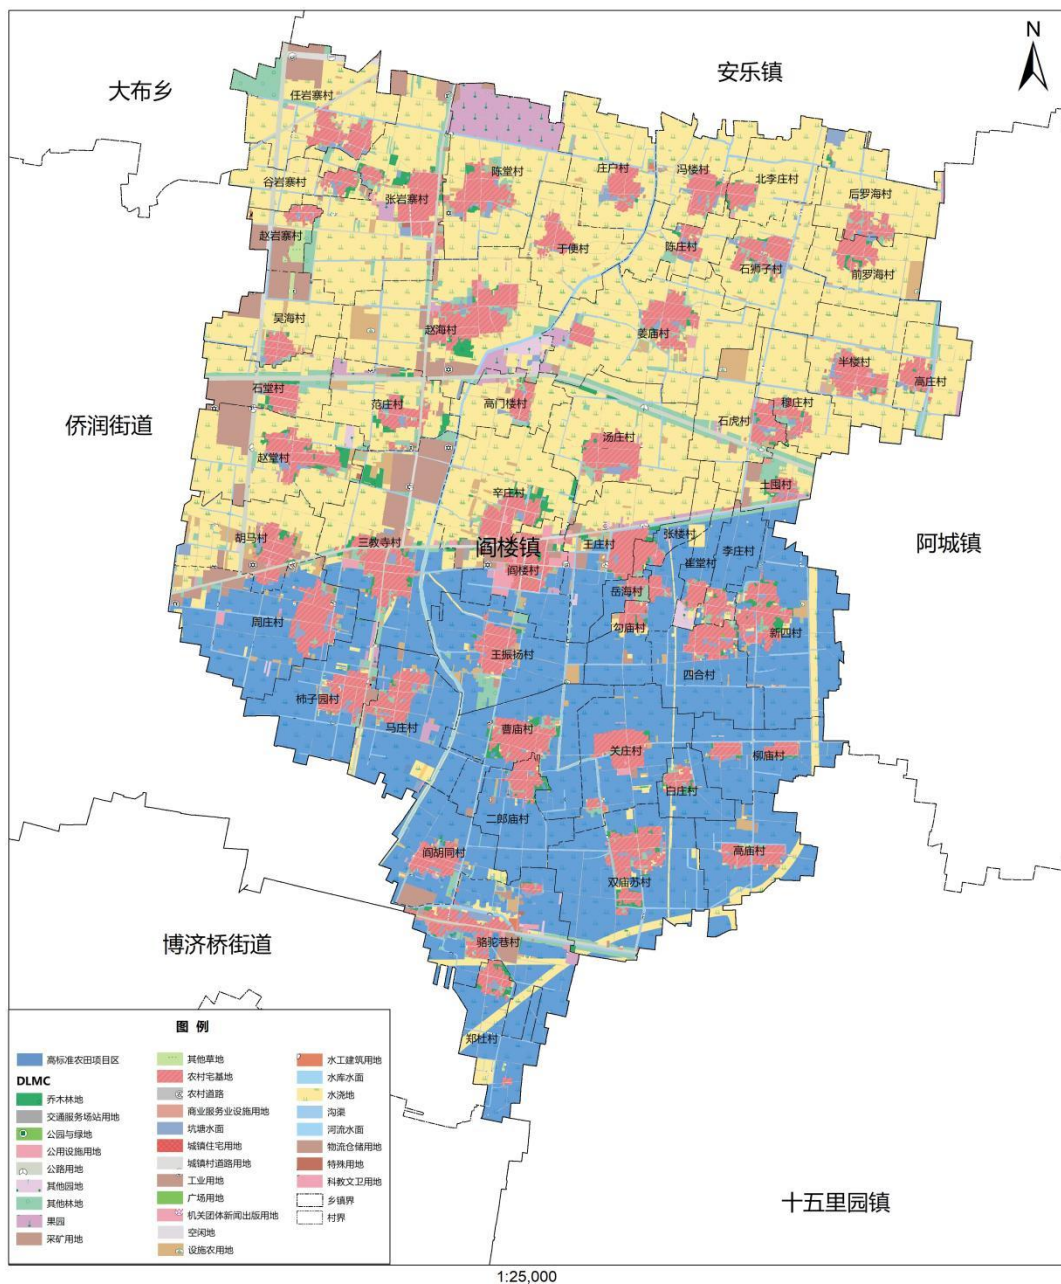 N
安乐镇
大布乡
任岩寨村
陈堂村
庄户村
冯楼村
北李庄村
谷岩寨村
张岩寨村
后罗海村
赵岩寨村
于便村
陈庄村
石狮子村
前罗海村
吴海村
赵海村
姜庙村
半楼村
高庄村
石堂村
范庄村
高门楼村
穆庄村
石虎村
侨润街道
赵堂村
汤庄村
土囤村
辛庄村
胡马村
三教寺村
阎楼镇
王庄村
张楼村
李庄村
阿城镇
阎楼村
崔堂村
岳海村
周庄村
勾庙村
新四村
王振扬村
四合村
柿子园村
马庄村
曹庙村
关庄村
柳庙村
白庄村
二郎庙村
阎胡同村
双庙苏村
高庙村
博济桥街道
骆驼巷村
郑杜村
十五里园镇
图 例
高标准农田项目区
DLMC
乔木林地
交通服务场站用地
公园与绿地
公用设施用地
公路用地
其他园地
其他林地
果园
采矿用地
其他草地
农村宅基地
农村道路
商业服务业设施用地
坑塘水面
城镇住宅用地
城镇村道路用地
工业用地
广场用地
机关团体新闻出版用地
空闲地
设施农用地
水工建筑用地
水库水面
水浇地
沟渠
河流水面
物流仓储用地
特殊用地
科教文卫用地
乡镇界
村界
1:25,000